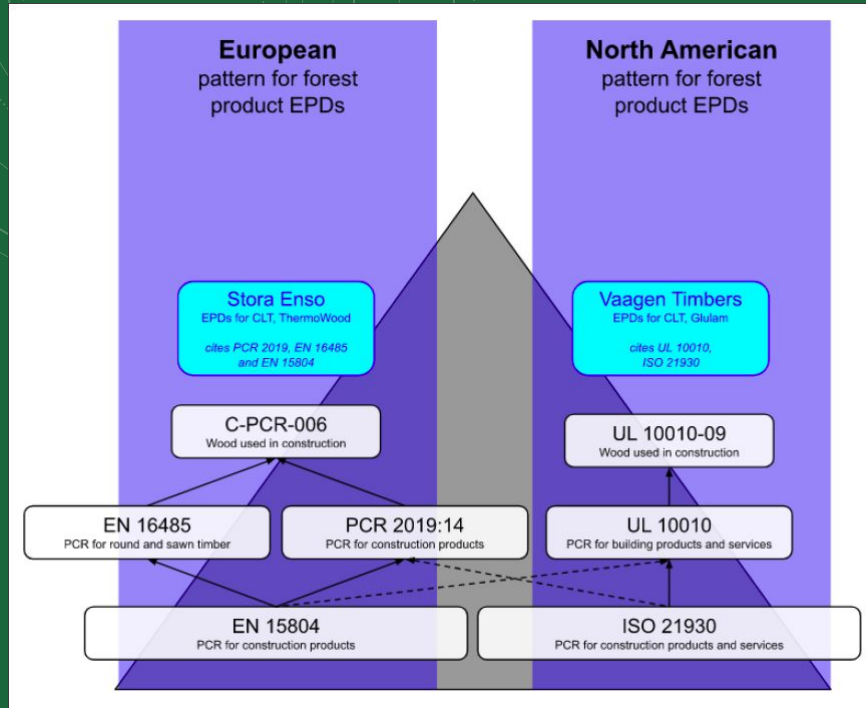 European
pattern for forest
product EPDs
North American
pattern for forest
product EPDs
Stora Enso
EPDs for CLT, ThermoWood
cites PCR 2019, EN 16485
and EN 15804
Vaagen Timbers
EPDs for CLT, Glulam
cites UL 10010,
ISO 21930
C-PCR-006
Wood used in construction
UL 10010-09
Wood used in construction
EN 16485
PCR for round and sawn timber
PCR 2019:14
PCR for construction products
UL 10010
PCR for building products and services
EN 15804
PCR for construction products
ISO 21930
PCR for construction products and services